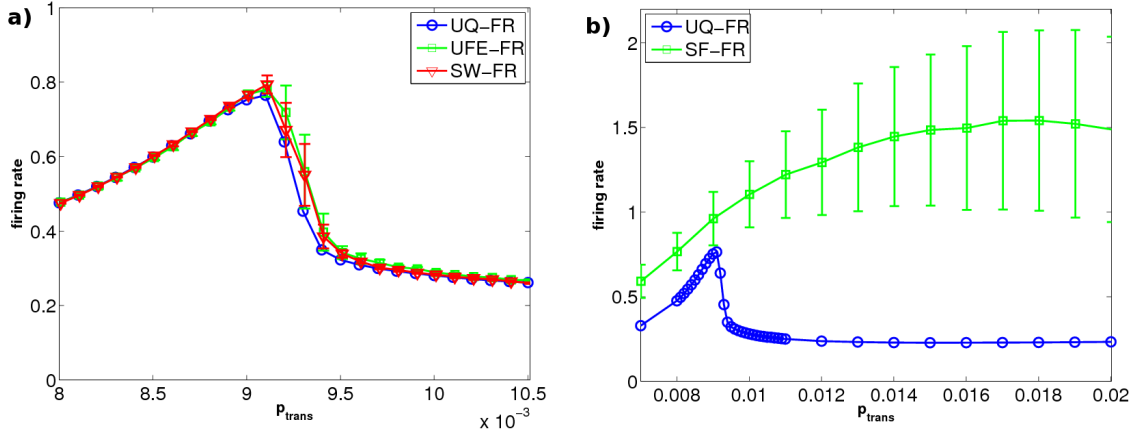 a)
UQ−FR
UFE−FR
SW−FR
firing rate
1
0.8
0.6
0.4
0.2
0
8
8.5
9
9.5
10
10.5
p_trans
x 10⁻³
b)
UQ−FR
SF−FR
firing rate
2
1.5
1
0.5
0
0.008
0.01
0.012
0.014
0.016
0.018
0.02
p_trans